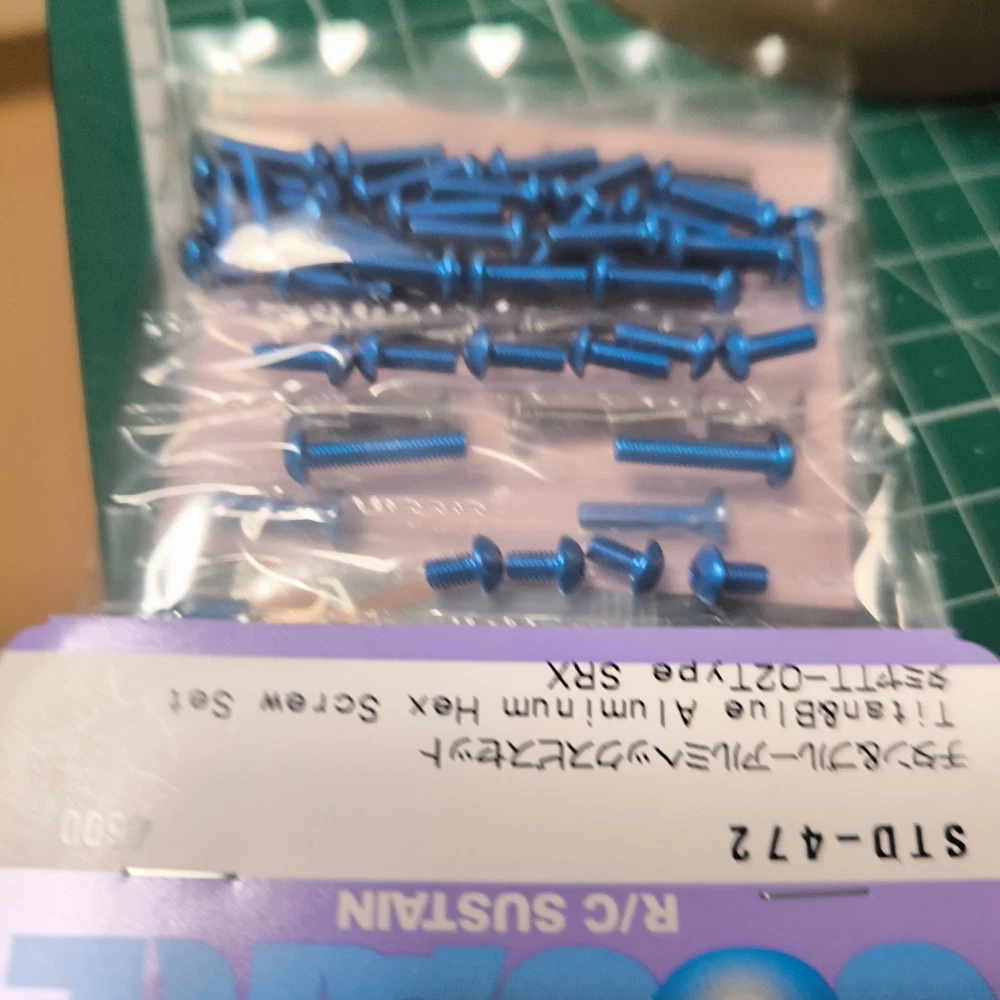 R/C SUSTAIN
STD-472
チタン&ブルーアルミヘックスビスセット
Titan&Blue Aluminum Hex Screw Set
タミヤTT-02Type SRX